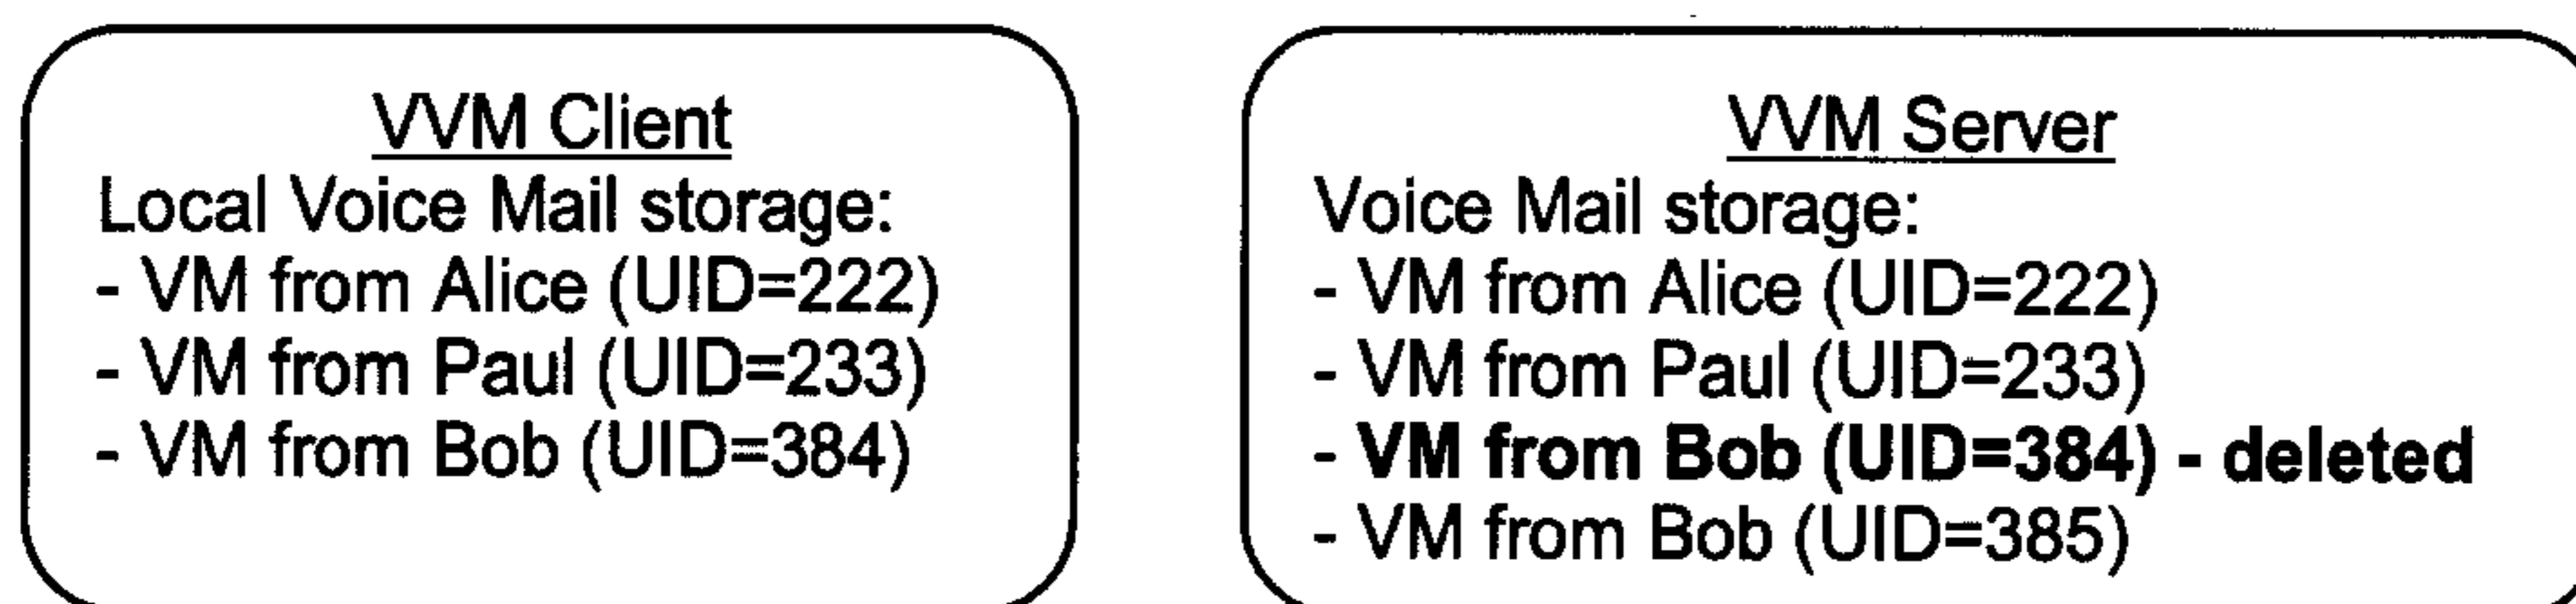 VVM Client
Local Voice Mail storage:
- VM from Alice (UID=222)
- VM from Paul (UID=233)
- VM from Bob (UID=384)
VVM Server
Voice Mail storage:
- VM from Alice (UID=222)
- VM from Paul (UID=233)
- VM from Bob (UID=384) - deleted
- VM from Bob (UID=385)